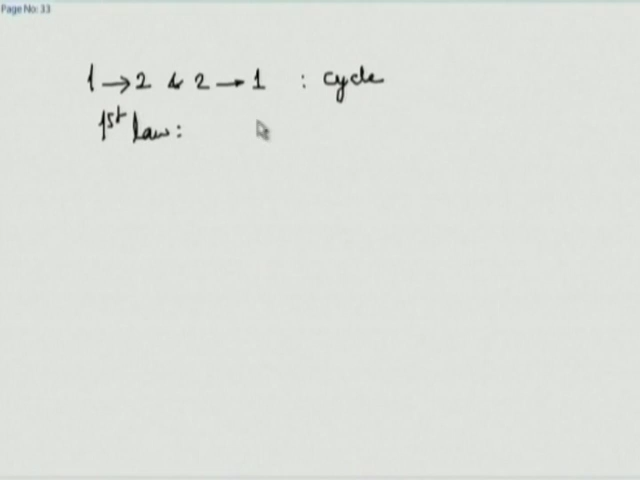 Page No: 33
1 → 2 & 2 → 1 : cycle
1st law: